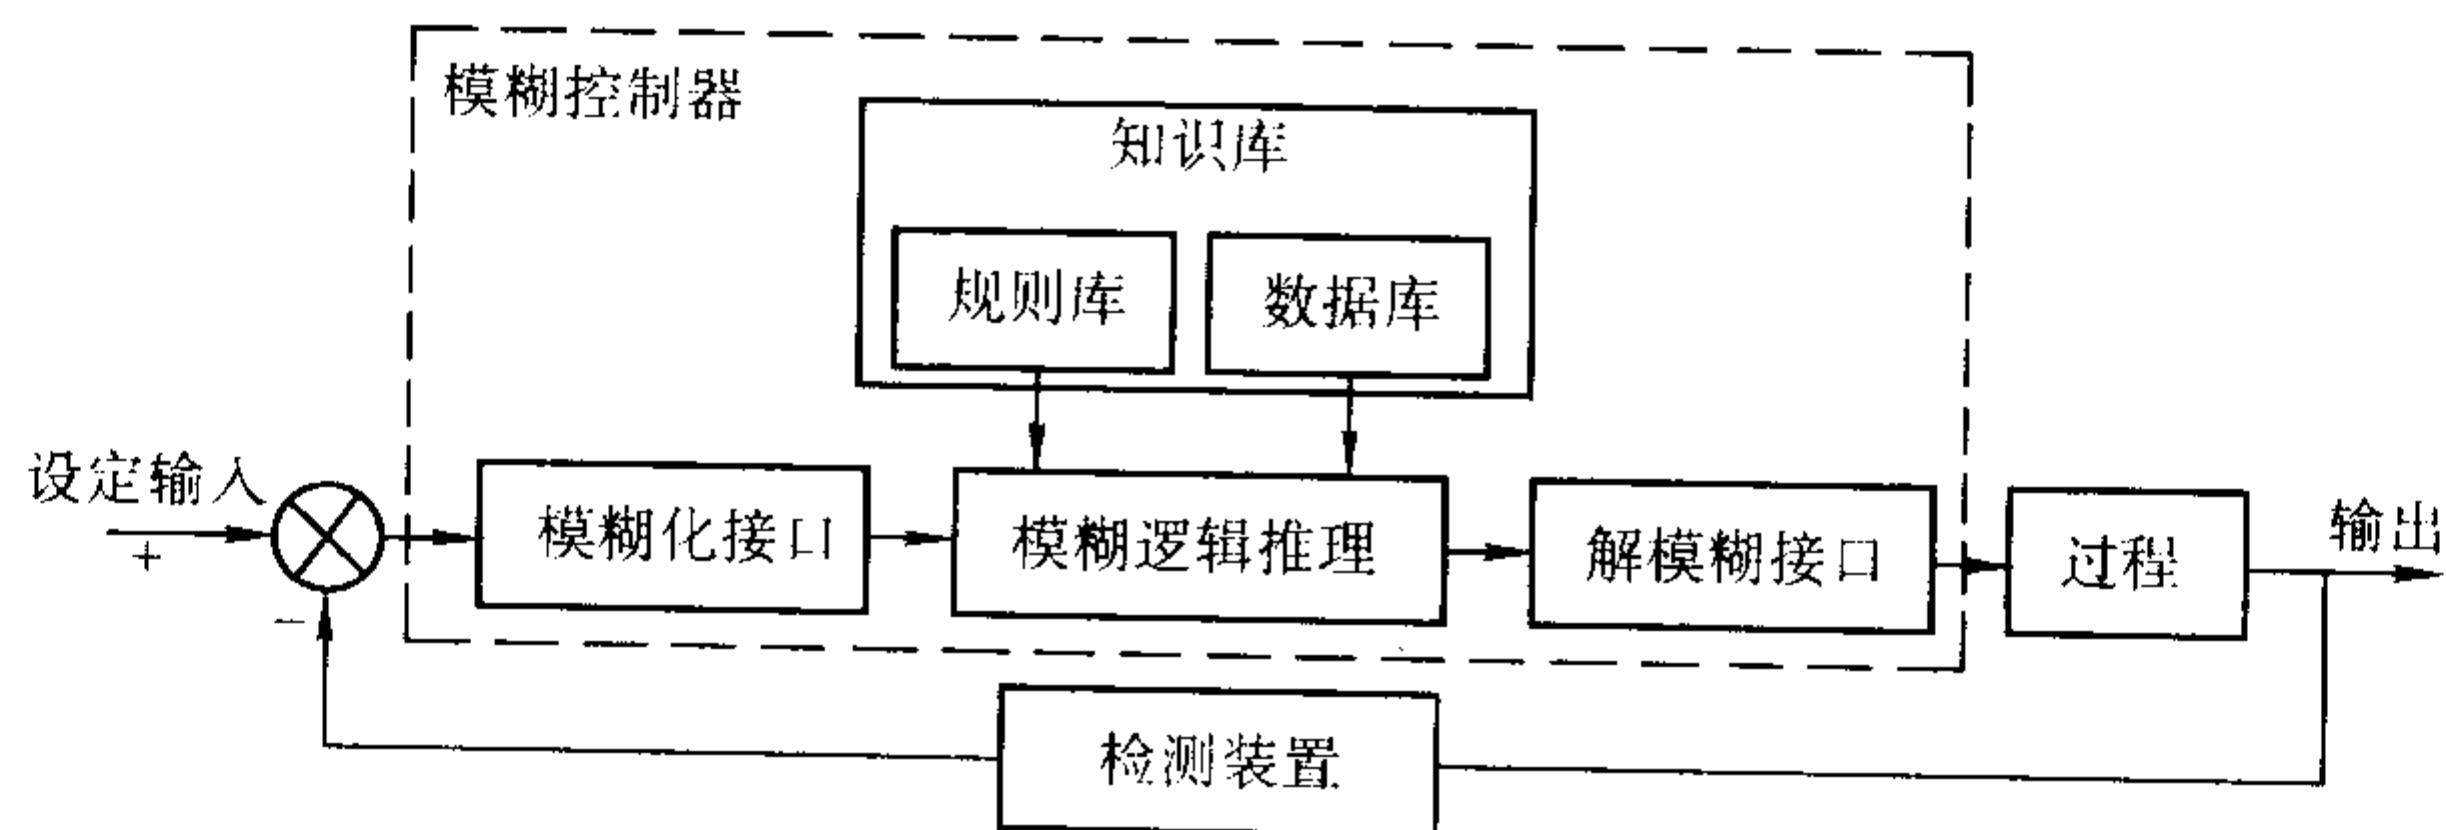 模糊控制器
知识库
规则库
数据库
设定输入
+
模糊化接口
模糊逻辑推理
解模糊接口
过程
输出
−
检测装置